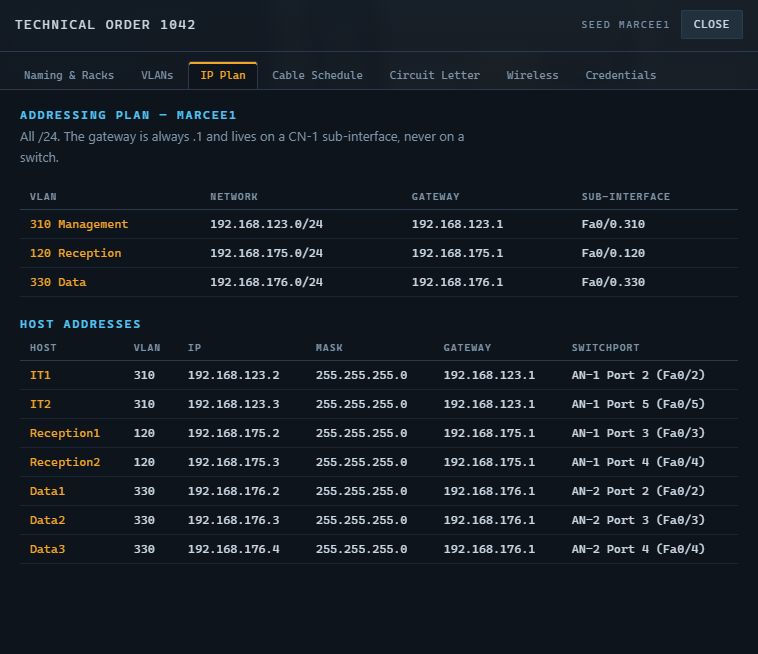 TECHNICAL ORDER 1042
SEED MARCEE1
CLOSE
Naming & Racks VLANs IP Plan Cable Schedule Circuit Letter Wireless Credentials
ADDRESSING PLAN — MARCEE1
All /24. The gateway is always .1 and lives on a CN-1 sub-interface, never on a
switch.
VLAN NETWORK GATEWAY SUB-INTERFACE
310 Management 192.168.123.0/24 192.168.123.1 Fa0/0.310
120 Reception 192.168.175.0/24 192.168.175.1 Fa0/0.120
330 Data 192.168.176.0/24 192.168.176.1 Fa0/0.330
HOST ADDRESSES
HOST VLAN IP MASK GATEWAY SWITCHPORT
IT1 310 192.168.123.2 255.255.255.0 192.168.123.1 AN-1 Port 2 (Fa0/2)
IT2 310 192.168.123.3 255.255.255.0 192.168.123.1 AN-1 Port 5 (Fa0/5)
Reception1 120 192.168.175.2 255.255.255.0 192.168.175.1 AN-1 Port 3 (Fa0/3)
Reception2 120 192.168.175.3 255.255.255.0 192.168.175.1 AN-1 Port 4 (Fa0/4)
Data1 330 192.168.176.2 255.255.255.0 192.168.176.1 AN-2 Port 2 (Fa0/2)
Data2 330 192.168.176.3 255.255.255.0 192.168.176.1 AN-2 Port 3 (Fa0/3)
Data3 330 192.168.176.4 255.255.255.0 192.168.176.1 AN-2 Port 4 (Fa0/4)